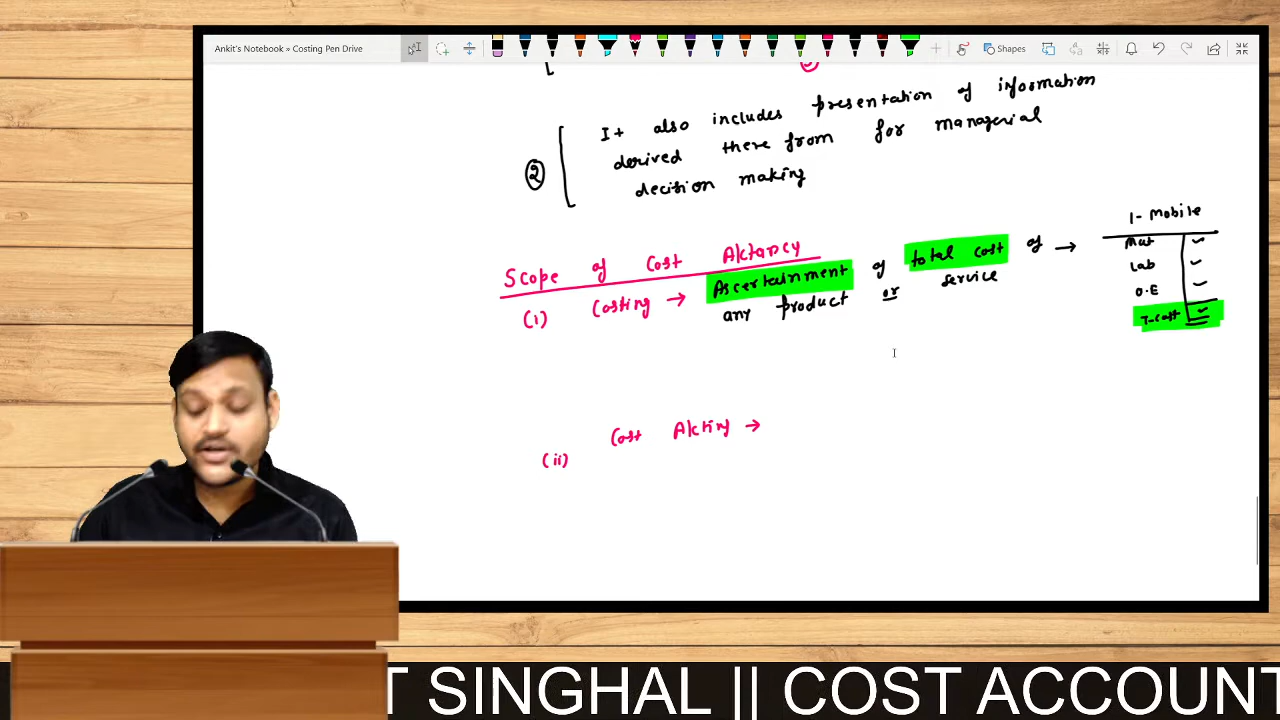 Ankit's Notebook » Costing Pen Drive
Shapes
3
It also includes presentation of information
② derived there from for managerial
decision making
1- Mobile
Mat
Lab
O.E
T-cost
Scope of Cost Aktancy
(i) Costing → Ascertainment of total cost of →
any product or service
Cost Akting →
(ii)
T SINGHAL || COST ACCOUNT